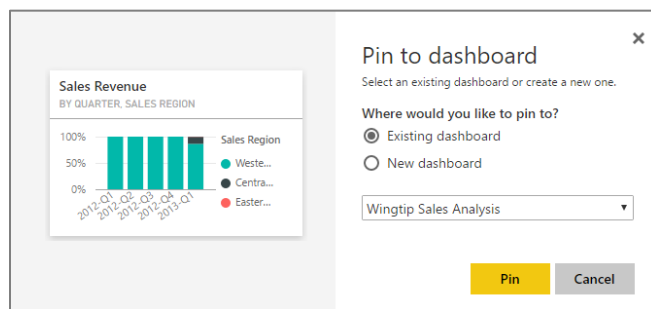 Sales Revenue
BY QUARTER, SALES REGION
100%
50%
0%
2012-Q1
2012-Q2
2012-Q3
2012-Q4
2013-Q1
Sales Region
Weste...
Centra...
Easter...
Pin to dashboard
Select an existing dashboard or create a new one.
Where would you like to pin to?
Existing dashboard
New dashboard
Wingtip Sales Analysis
Pin Cancel